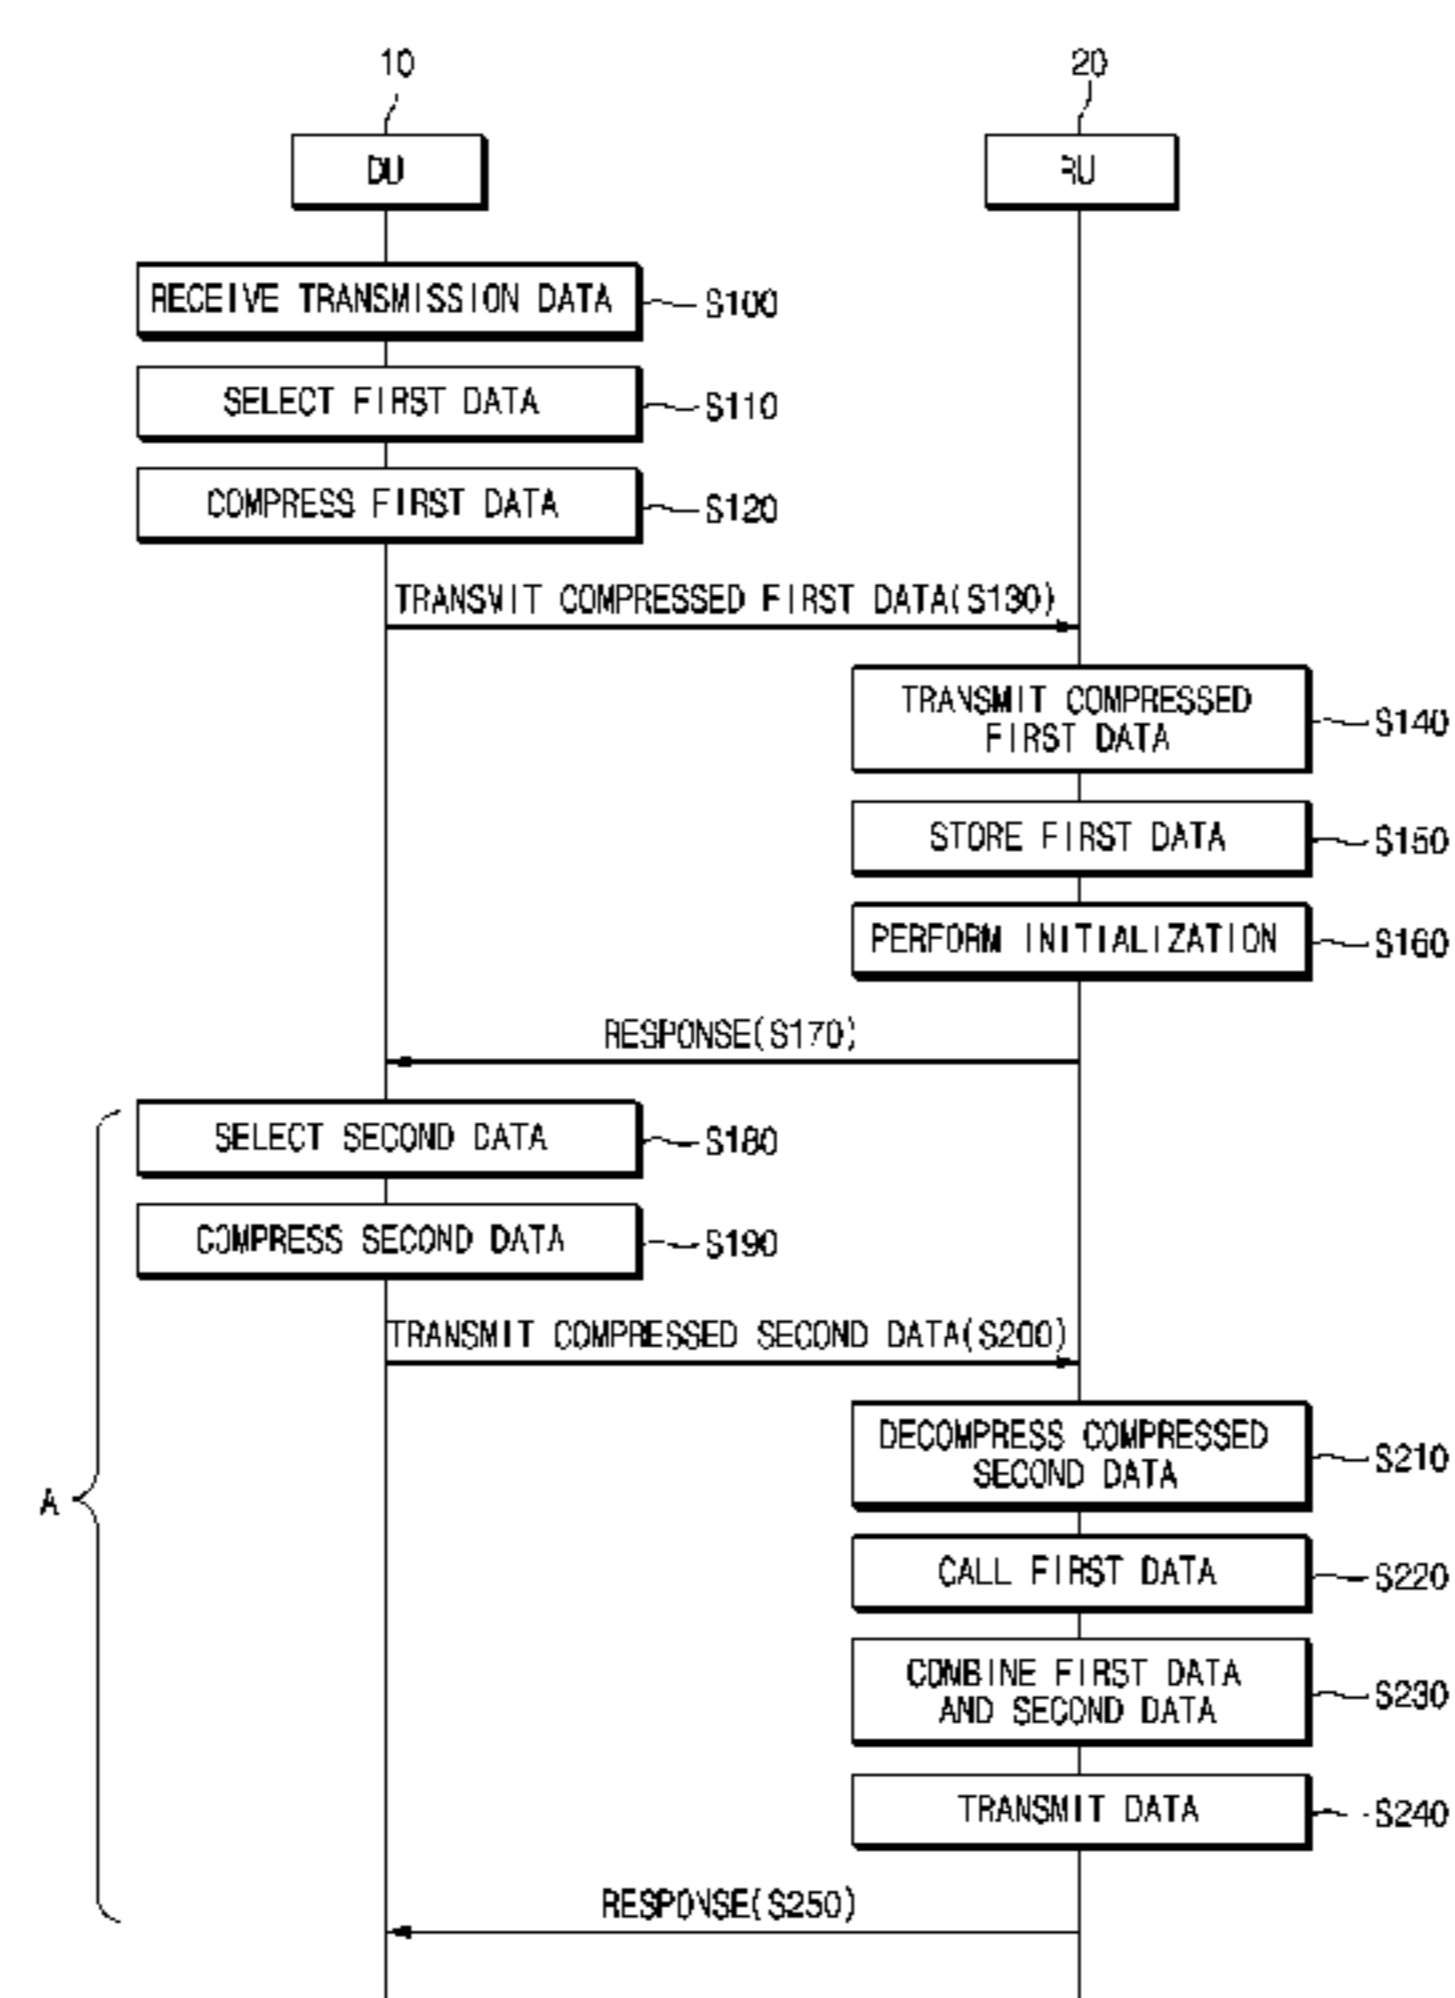 10
20
DU
RU
RECEIVE TRANSMISSION DATA
S100
SELECT FIRST DATA
S110
COMPRESS FIRST DATA
S120
TRANSMIT COMPRESSED FIRST DATA(S130)
TRANSMIT COMPRESSED
FIRST DATA
S140
STORE FIRST DATA
S150
PERFORM INITIALIZATION
S160
RESPONSE(S170)
SELECT SECOND DATA
S180
COMPRESS SECOND DATA
S190
TRANSMIT COMPRESSED SECOND DATA(S200)
DECOMPRESS COMPRESSED
SECOND DATA
S210
A
CALL FIRST DATA
S220
COMBINE FIRST DATA
AND SECOND DATA
S230
TRANSMIT DATA
S240
RESPONSE(S250)